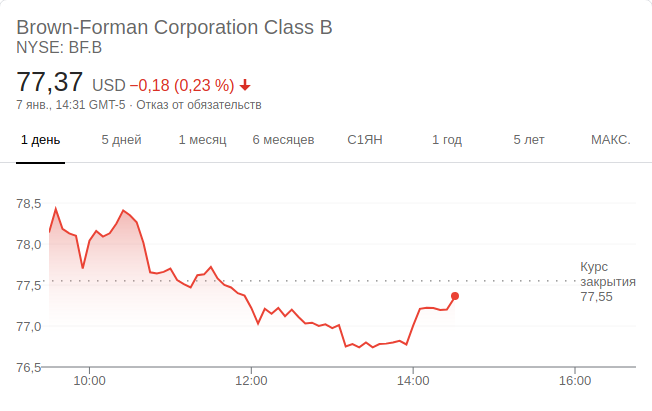 Brown-Forman Corporation Class B
NYSE: BF.B
77,37 USD −0,18 (0,23 %)
7 янв., 14:31 GMT-5 · Отказ от обязательств
1 день 5 дней 1 месяц 6 месяцев С1ЯН 1 год 5 лет МАКС.
78,5
78,0
77,5
77,0
76,5
Курс
закрытия
77,55
10:00 12:00 14:00 16:00